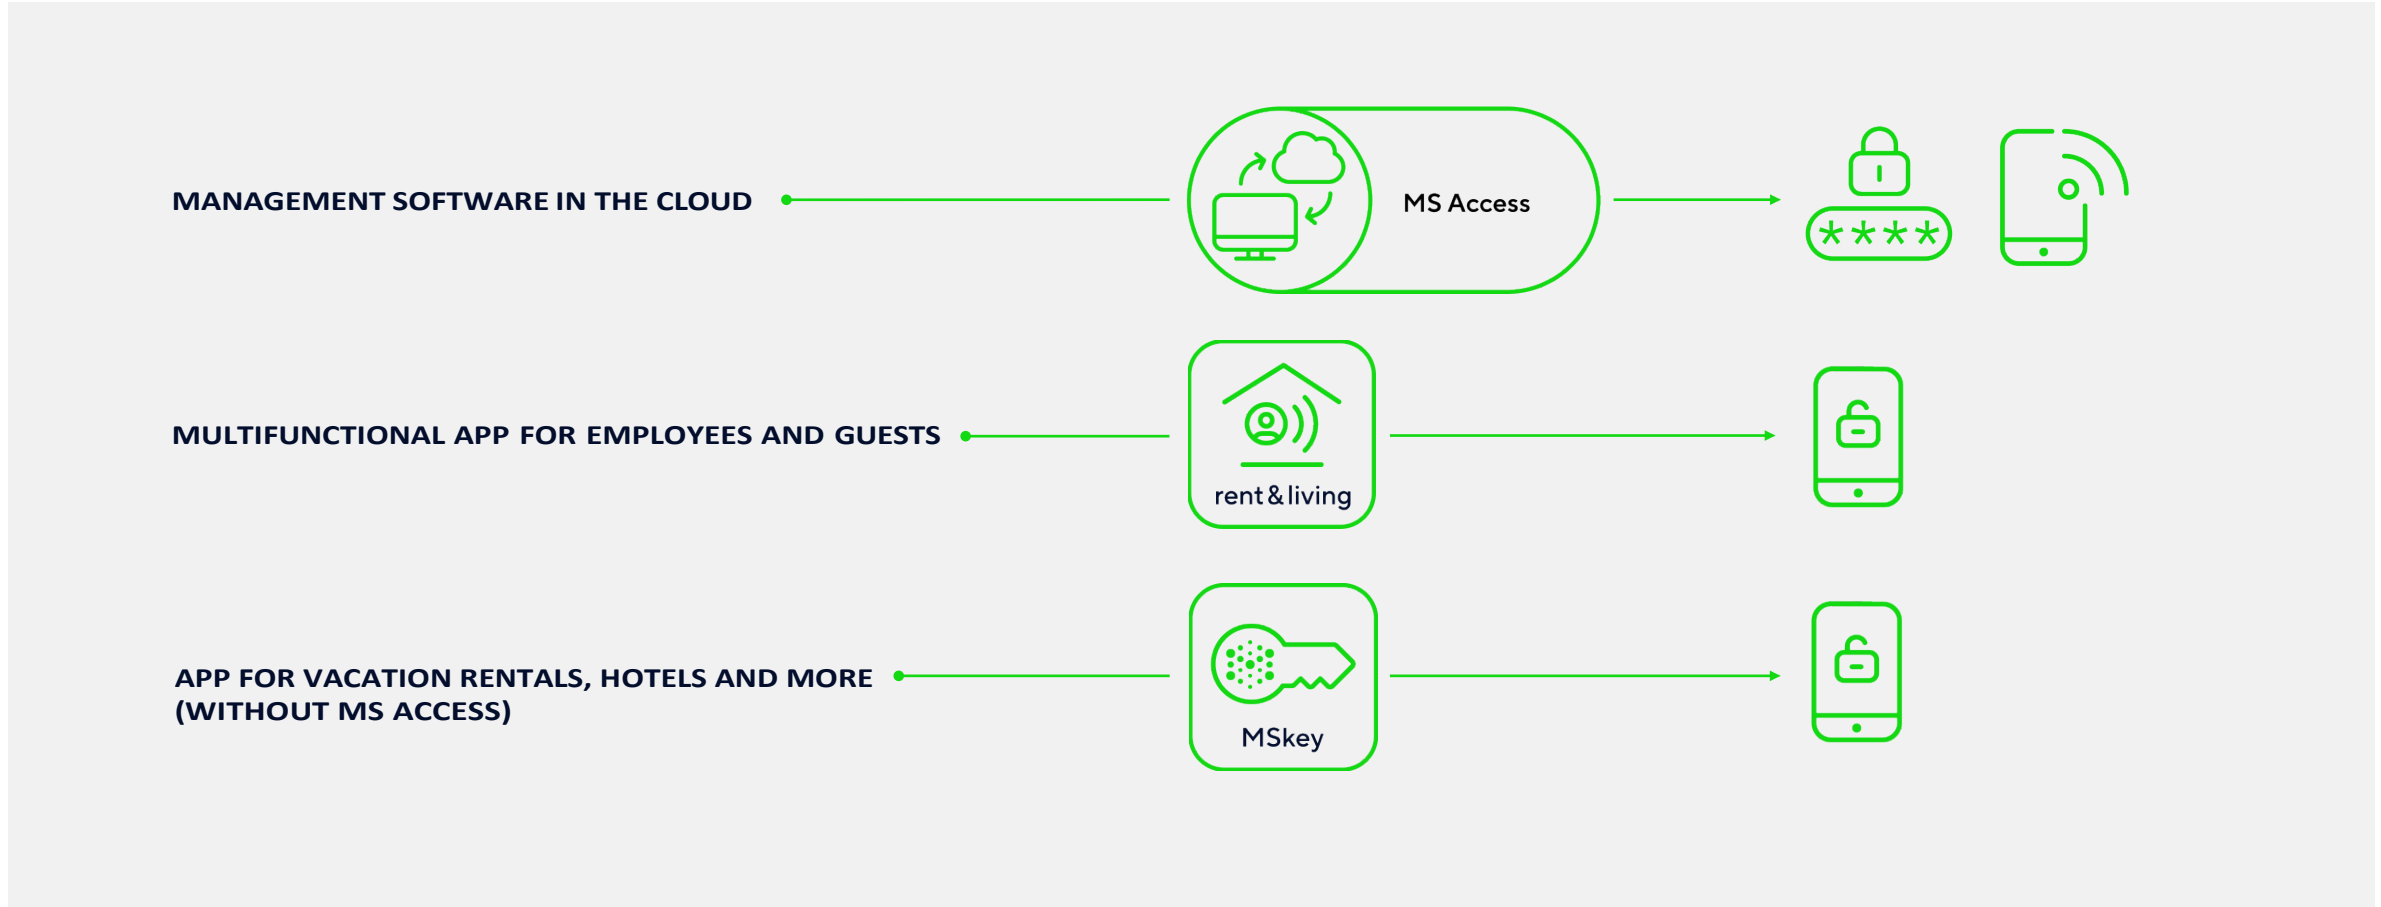 MANAGEMENT SOFTWARE IN THE CLOUD
MS Access
****
MULTIFUNCTIONAL APP FOR EMPLOYEES AND GUESTS
rent&living
APP FOR VACATION RENTALS, HOTELS AND MORE
(WITHOUT MS ACCESS)
MSkey